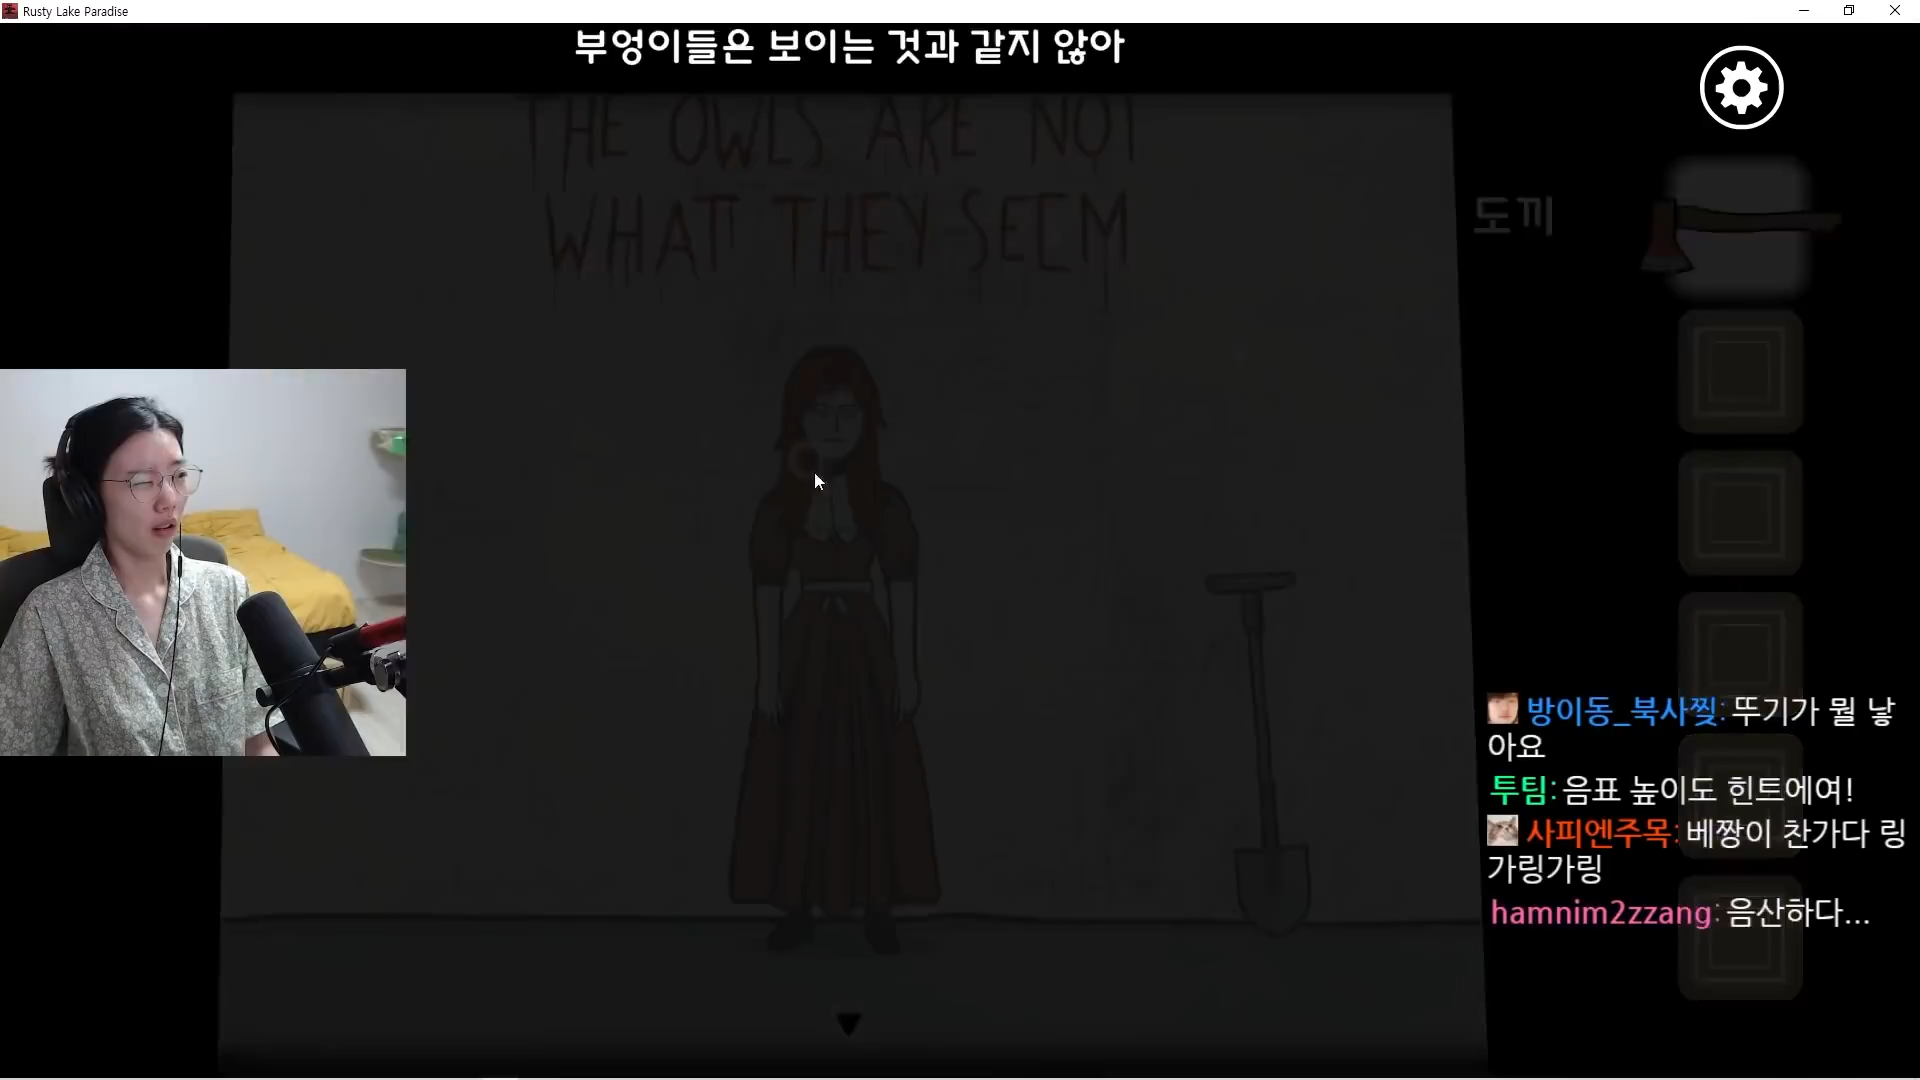 Rusty Lake Paradise
부엉이들은 보이는 것과 같지 않아
THE OWLS ARE NOT
WHAT THEY SEEM
도끼
방이동_북사찢: 뚜기가 뭘 낳
아요
투팀: 음표 높이도 힌트에여!
사피엔주목: 베짱이 찬가다 링
가링가링
hamnim2zzang: 음산하다...